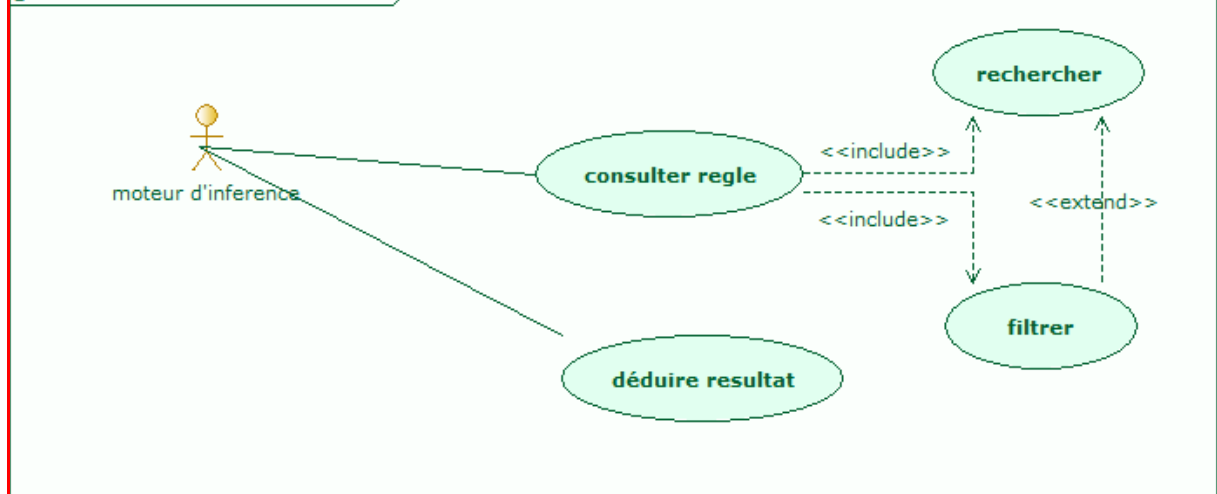 rechercher
<<include>>
consulter regle
moteur d'inference
<<extend>>
<<include>>
filtrer
déduire resultat